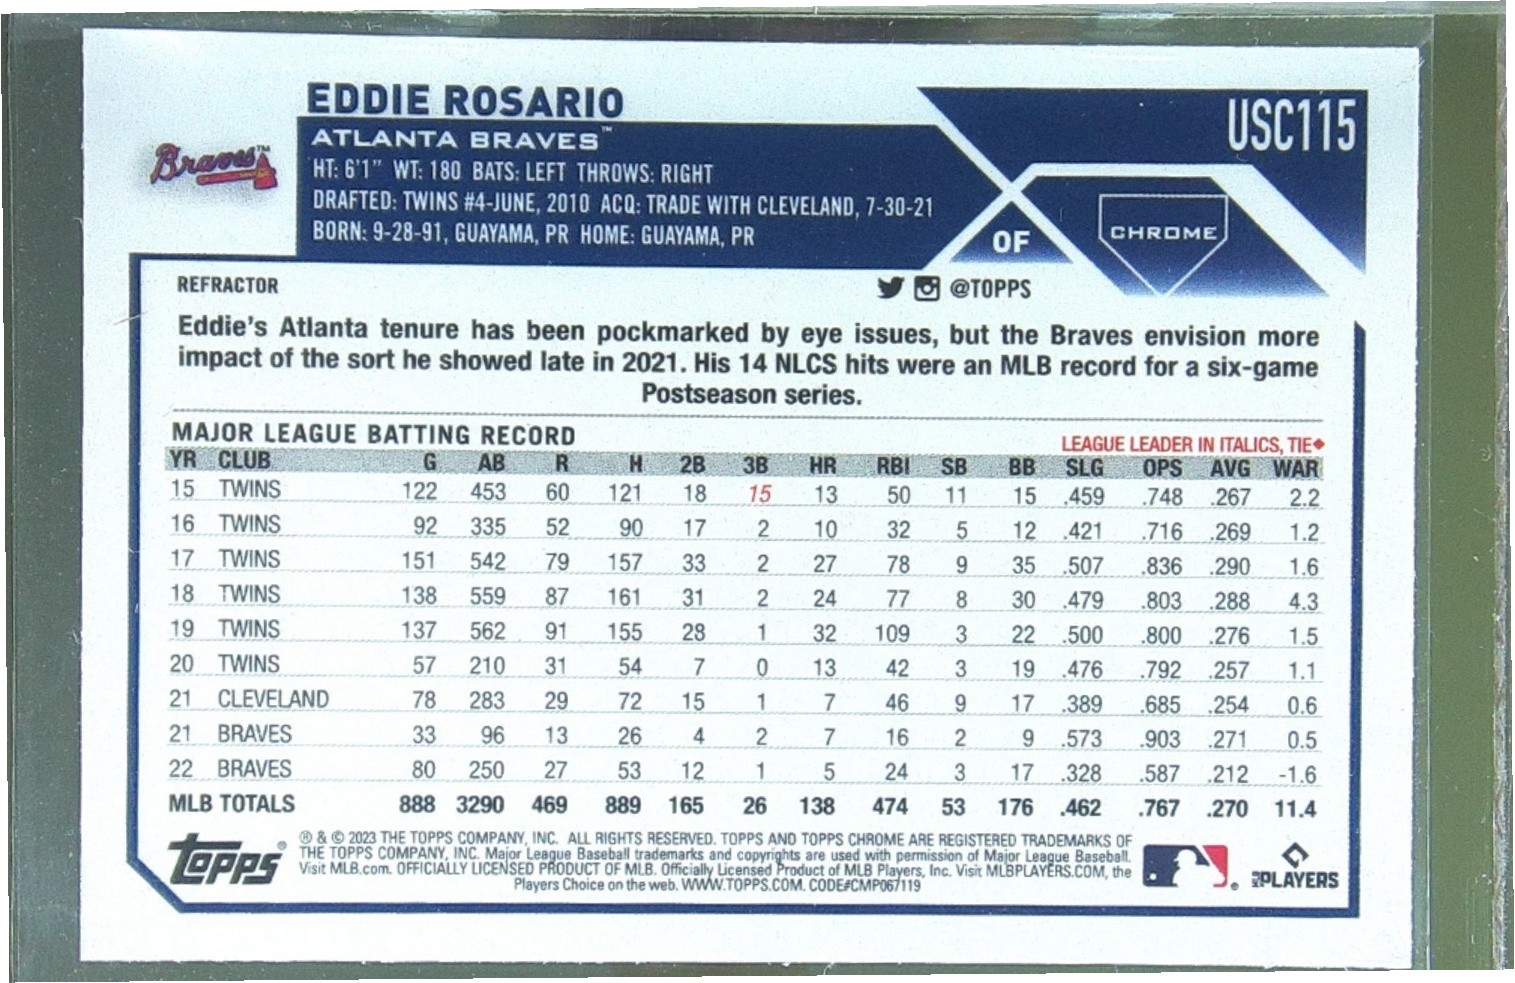 EDDIE ROSARIO
USC115
Braves™
ATLANTA BRAVES™
HT: 6'1" WT: 180 BATS: LEFT THROWS: RIGHT
DRAFTED: TWINS #4-JUNE, 2010 ACQ: TRADE WITH CLEVELAND, 7-30-21
BORN: 9-28-91, GUAYAMA, PR HOME: GUAYAMA, PR
OF
CHROME
REFRACTOR
@TOPPS
Eddie's Atlanta tenure has been pockmarked by eye issues, but the Braves envision more
impact of the sort he showed late in 2021. His 14 NLCS hits were an MLB record for a six-game
Postseason series.
MAJOR LEAGUE BATTING RECORD
LEAGUE LEADER IN ITALICS, TIE♦
YR CLUB G AB R H 2B 3B HR RBI SB BB SLG OPS AVG WAR
15 TWINS 122 453 60 121 18 15 13 50 11 15 .459 .748 .267 2.2
16 TWINS 92 335 52 90 17 2 10 32 5 12 .421 .716 .269 1.2
17 TWINS 151 542 79 157 33 2 27 78 9 35 .507 .836 .290 1.6
18 TWINS 138 559 87 161 31 2 24 77 8 30 .479 .803 .288 4.3
19 TWINS 137 562 91 155 28 1 32 109 3 22 .500 .800 .276 1.5
20 TWINS 57 210 31 54 7 0 13 42 3 19 .476 .792 .257 1.1
21 CLEVELAND 78 283 29 72 15 1 7 46 9 17 .389 .685 .254 0.6
21 BRAVES 33 96 13 26 4 2 7 16 2 9 .573 .903 .271 0.5
22 BRAVES 80 250 27 53 12 1 5 24 3 17 .328 .587 .212 -1.6
MLB TOTALS 888 3290 469 889 165 26 138 474 53 176 .462 .767 .270 11.4
topps®
® & © 2023 THE TOPPS COMPANY, INC. ALL RIGHTS RESERVED. TOPPS AND TOPPS CHROME ARE REGISTERED TRADEMARKS OF
THE TOPPS COMPANY, INC. Major League Baseball trademarks and copyrights are used with permission of Major League Baseball.
Visit MLB.com. OFFICIALLY LICENSED PRODUCT OF MLB. Officially Licensed Product of MLB Players, Inc. Visit MLBPLAYERS.COM, the
Players Choice on the web. WWW.TOPPS.COM. CODE#CMP067119
MLB PLAYERS